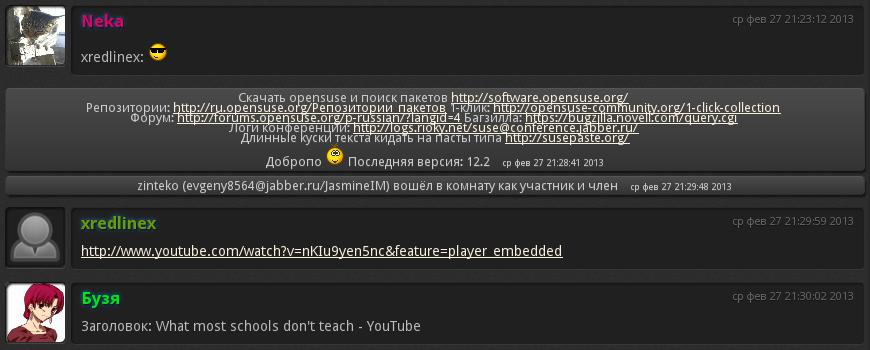 Neka
ср фев 27 21:23:12 2013
xredlinex:
Скачать opensuse и поиск пакетов http://software.opensuse.org/
Репозитории: http://ru.opensuse.org/Репозитории_пакетов 1-клик: http://opensuse-community.org/1-click-collection
Форум: http://forums.opensuse.org/p-russian/?langid=4 Багзилла: https://bugzilla.novell.com/query.cgi
Логи конференции: http://logs.rioky.net/suse@conference.jabber.ru/
Длинные куски текста кидать на пасты типа http://susepaste.org/
Добропо Последняя версия: 12.2 ср фев 27 21:28:41 2013
zinteko (evgeny8564@jabber.ru/JasmineIM) вошёл в комнату как участник и член ср фев 27 21:29:48 2013
xredlinex
ср фев 27 21:29:59 2013
http://www.youtube.com/watch?v=nKIu9yen5nc&feature=player_embedded
Бузя
ср фев 27 21:30:02 2013
Заголовок: What most schools don't teach - YouTube